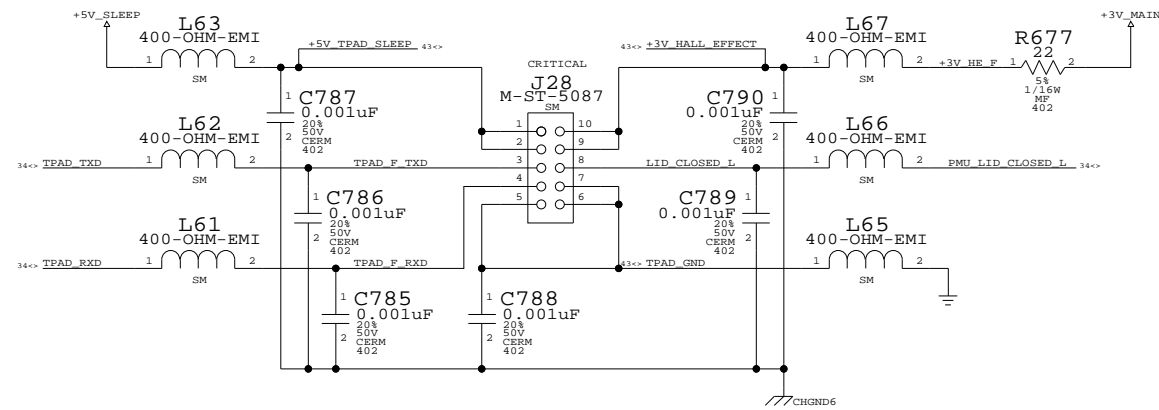 +5V_SLEEP
L63
400-OHM-EMI
1 2
SM
+5V_TPAD_SLEEP 43<>
43<> +3V_HALL_EFFECT
L67
400-OHM-EMI
1 2
SM
+3V_HE_F
R677
22
1 2
5%
1/16W
MF
402
+3V_MAIN
CRITICAL
J28
M-ST-5087
SM
1 10
2 9
3 8
4 7
5 6
1
C787
0.001uF
20%
50V
CERM
402
2
1
C790
0.001uF
20%
50V
CERM
402
2
L62
400-OHM-EMI
34<> TPAD_TXD
1 2
SM
TPAD_F_TXD
LID_CLOSED_L
L66
400-OHM-EMI
1 2
SM
PMU_LID_CLOSED_L 34<>
1
C786
0.001uF
20%
50V
CERM
402
2
1
C789
0.001uF
20%
50V
CERM
402
2
L61
400-OHM-EMI
34<> TPAD_RXD
1 2
SM
TPAD_F_RXD
43<> TPAD_GND
L65
400-OHM-EMI
1 2
SM
1
C785
0.001uF
20%
50V
CERM
402
2
1
C788
0.001uF
20%
50V
CERM
402
2
CHGND6